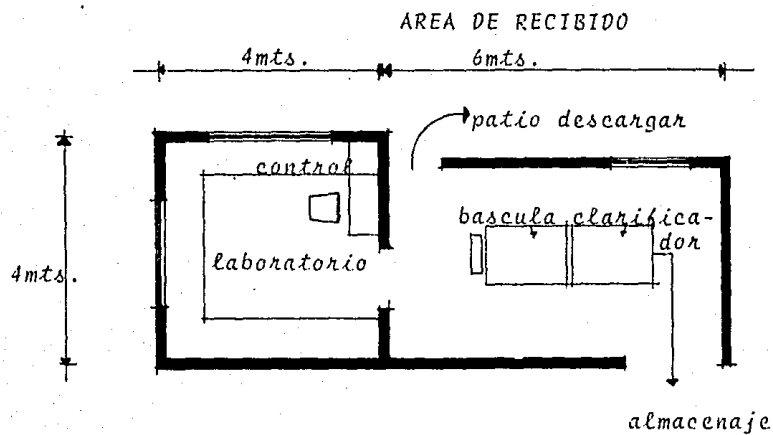 AREA DE RECIBIDO
4mts.
6mts.
patio descargar
control
bascula clarifica-
dor
laboratorio
4mts.
almacenaje